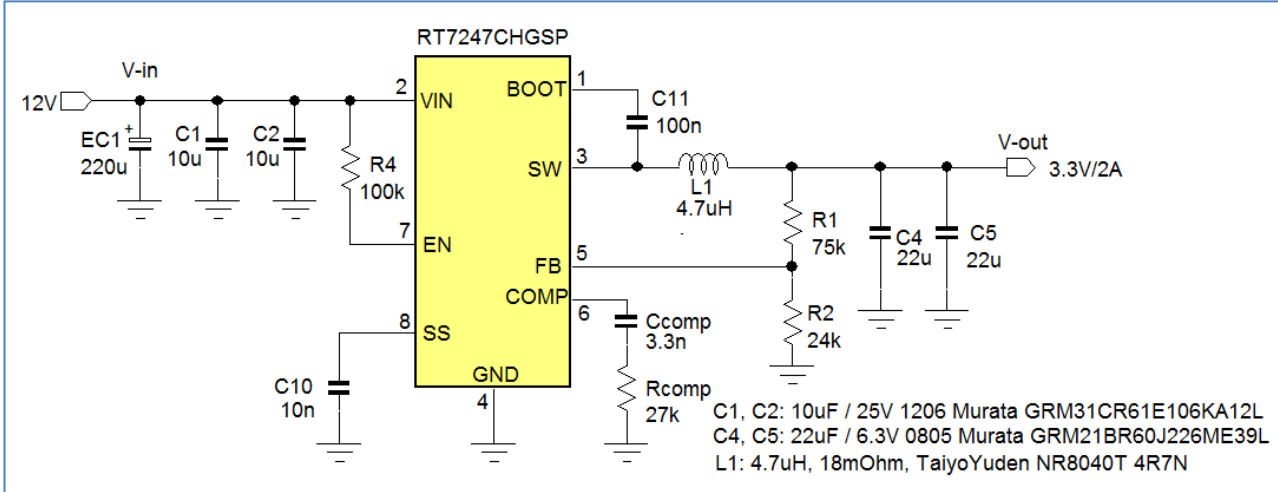 RT7247CHGSP
V-in
12V
2
VIN
BOOT
1
C11
100n
EC1
+
220u
C1
10u
C2
10u
R4
100k
SW
3
L1
4.7uH
V-out
3.3V/2A
7
EN
FB
5
R1
75k
C4
22u
C5
22u
COMP
6
R2
24k
8
SS
Ccomp
3.3n
C10
10n
GND
4
Rcomp
27k
C1, C2: 10uF / 25V 1206 Murata GRM31CR61E106KA12L
C4, C5: 22uF / 6.3V 0805 Murata GRM21BR60J226ME39L
L1: 4.7uH, 18mOhm, TaiyoYuden NR8040T 4R7N